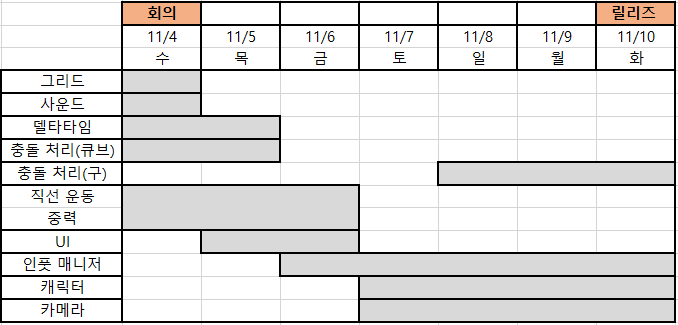 회의 릴리즈
11/4 11/5 11/6 11/7 11/8 11/9 11/10
수 목 금 토 일 월 화
그리드
사운드
델타타임
충돌 처리(큐브)
충돌 처리(구)
직선 운동
중력
UI
인풋 매니저
캐릭터
카메라